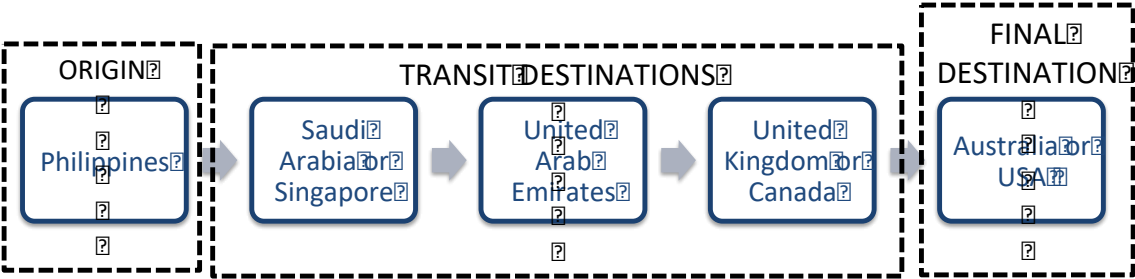 ORIGIN
Philippines
TRANSIT DESTINATIONS
Saudi
Arabia or
Singapore
United
Arab
Emirates
United
Kingdom or
Canada
FINAL
DESTINATION
Australia or
USA